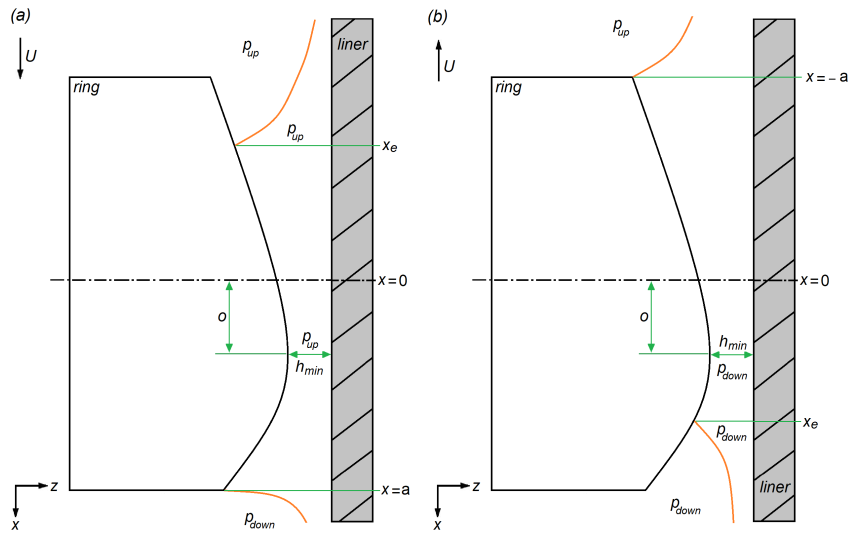 (a)
U
p_up
liner
ring
p_up
x_e
x = 0
o
p_up
h_min
z
x
x = a
p_down
(b)
U
p_up
x = – a
ring
x = 0
o
h_min
p_down
p_down
x_e
z
x
liner
p_down